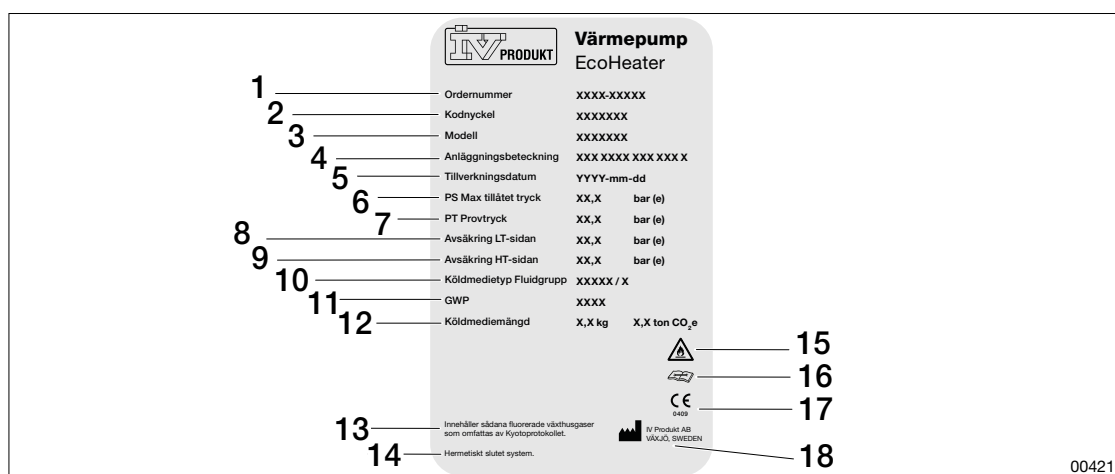 IV PRODUKT
Värmepump
EcoHeater
1 Ordernummer XXXX-XXXXX
2 Kodnyckel XXXXXXX
3 Modell XXXXXXX
4 Anläggningsbeteckning XXX XXXX XXX XXX X
5 Tillverkningsdatum YYYY-mm-dd
6 PS Max tillåtet tryck XX,X bar (e)
7 PT Provtryck XX,X bar (e)
8 Avsäkring LT-sidan XX,X bar (e)
9 Avsäkring HT-sidan XX,X bar (e)
10 Köldmedietyp Fluidgrupp XXXXX / X
11 GWP XXXX
12 Köldmediemängd X,X kg X,X ton CO₂e
15
16
CE 17
0409
13 Innehåller sådana fluorerade växthusgaser
som omfattas av Kyotoprotokollet.
IV Produkt AB
VÄXJÖ, SWEDEN
18
14 Hermetiskt slutet system.
00421